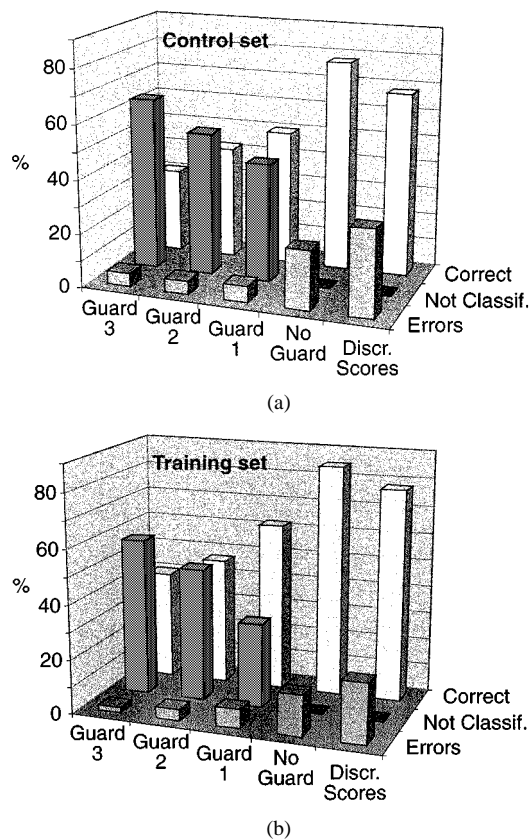 Control set
80
60
%
40
20
0
Guard 3
Guard 2
Guard 1
No Guard
Discr. Scores
Correct
Not Classif.
Errors
(a)
Training set
80
60
%
40
20
0
Guard 3
Guard 2
Guard 1
No Guard
Discr. Scores
Correct
Not Classif.
Errors
(b)